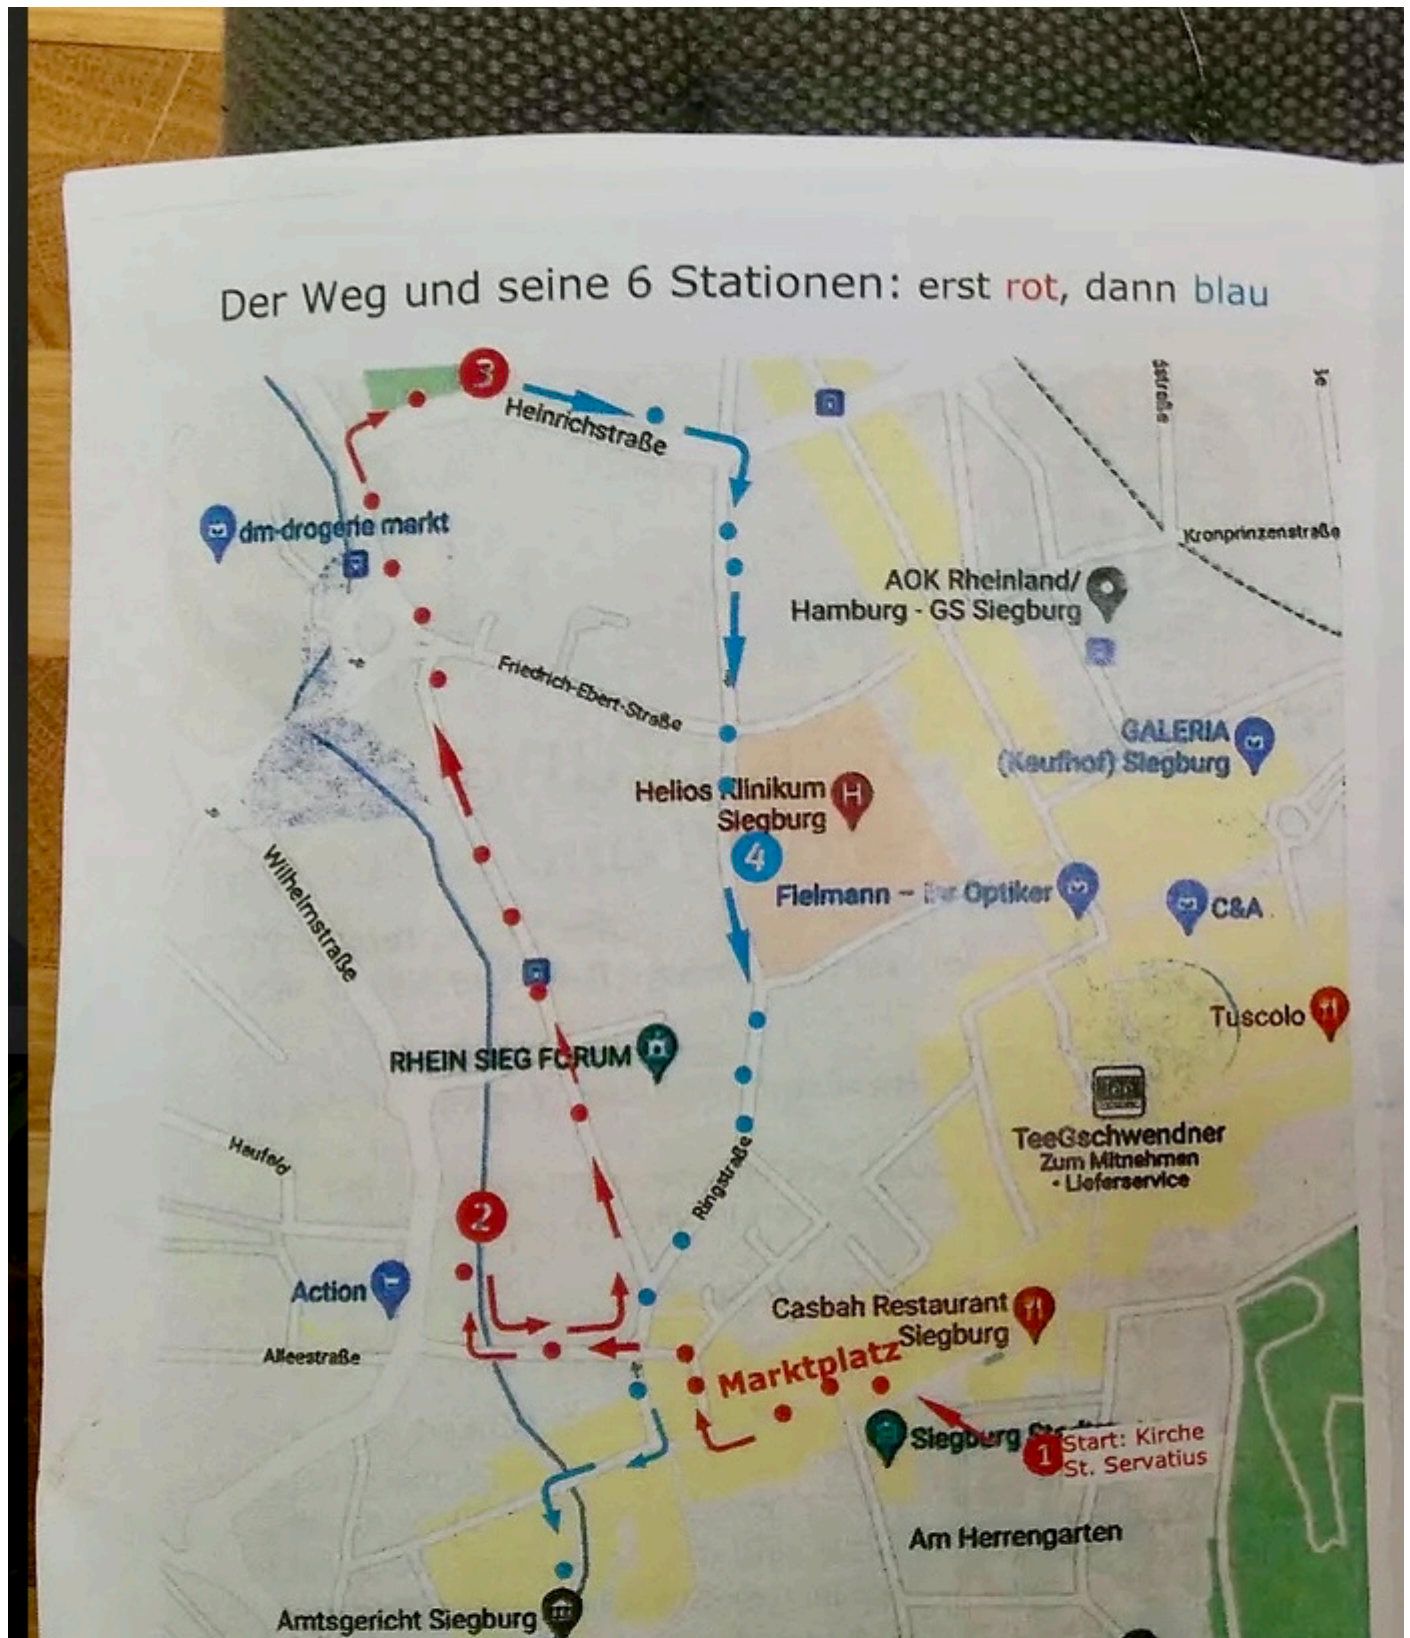 Der Weg und seine 6 Stationen: erst rot, dann blau
3
Heinrichstraße
dm-drogerie markt
Kronprinzenstraße
AOK Rheinland/
Hamburg - GS Siegburg
Friedrich-Ebert-Straße
GALERIA
(Kaufhof) Siegburg
Helios Klinikum
Siegburg
H
4
Wilhelmstraße
Fielmann – Ihr Optiker
C&A
Tuscolo
RHEIN SIEG FORUM
TeeGschwendner
Zum Mitnehmen
• Lieferservice
Haufeld
Ringstraße
2
Action
Casbah Restaurant
Siegburg
Alleestraße
Marktplatz
Siegburg
1
Start: Kirche
St. Servatius
Am Herrengarten
Amtsgericht Siegburg